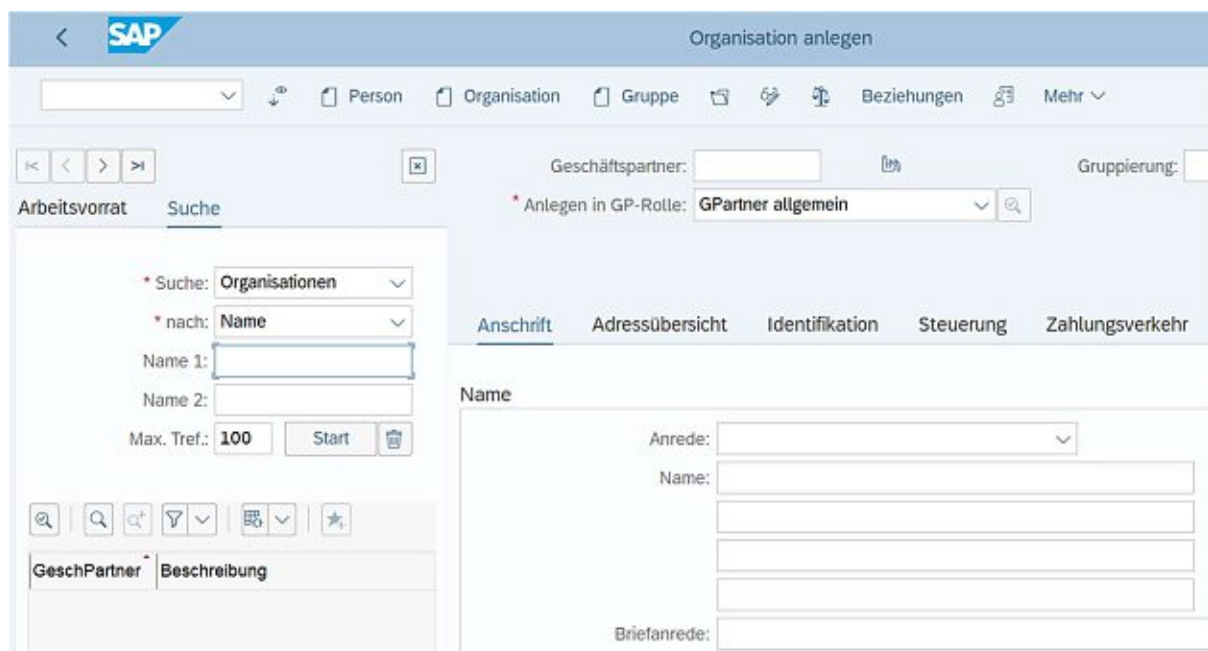 SAP
Organisation anlegen
Person Organisation Gruppe Beziehungen Mehr
Geschäftspartner: Gruppierung:
* Anlegen in GP-Rolle: GPartner allgemein
Arbeitsvorrat Suche
* Suche: Organisationen
* nach: Name
Name 1:
Name 2:
Max. Tref.: 100 Start
GeschPartner Beschreibung
Anschrift Adressübersicht Identifikation Steuerung Zahlungsverkehr
Name
Anrede:
Name:
Briefanrede: